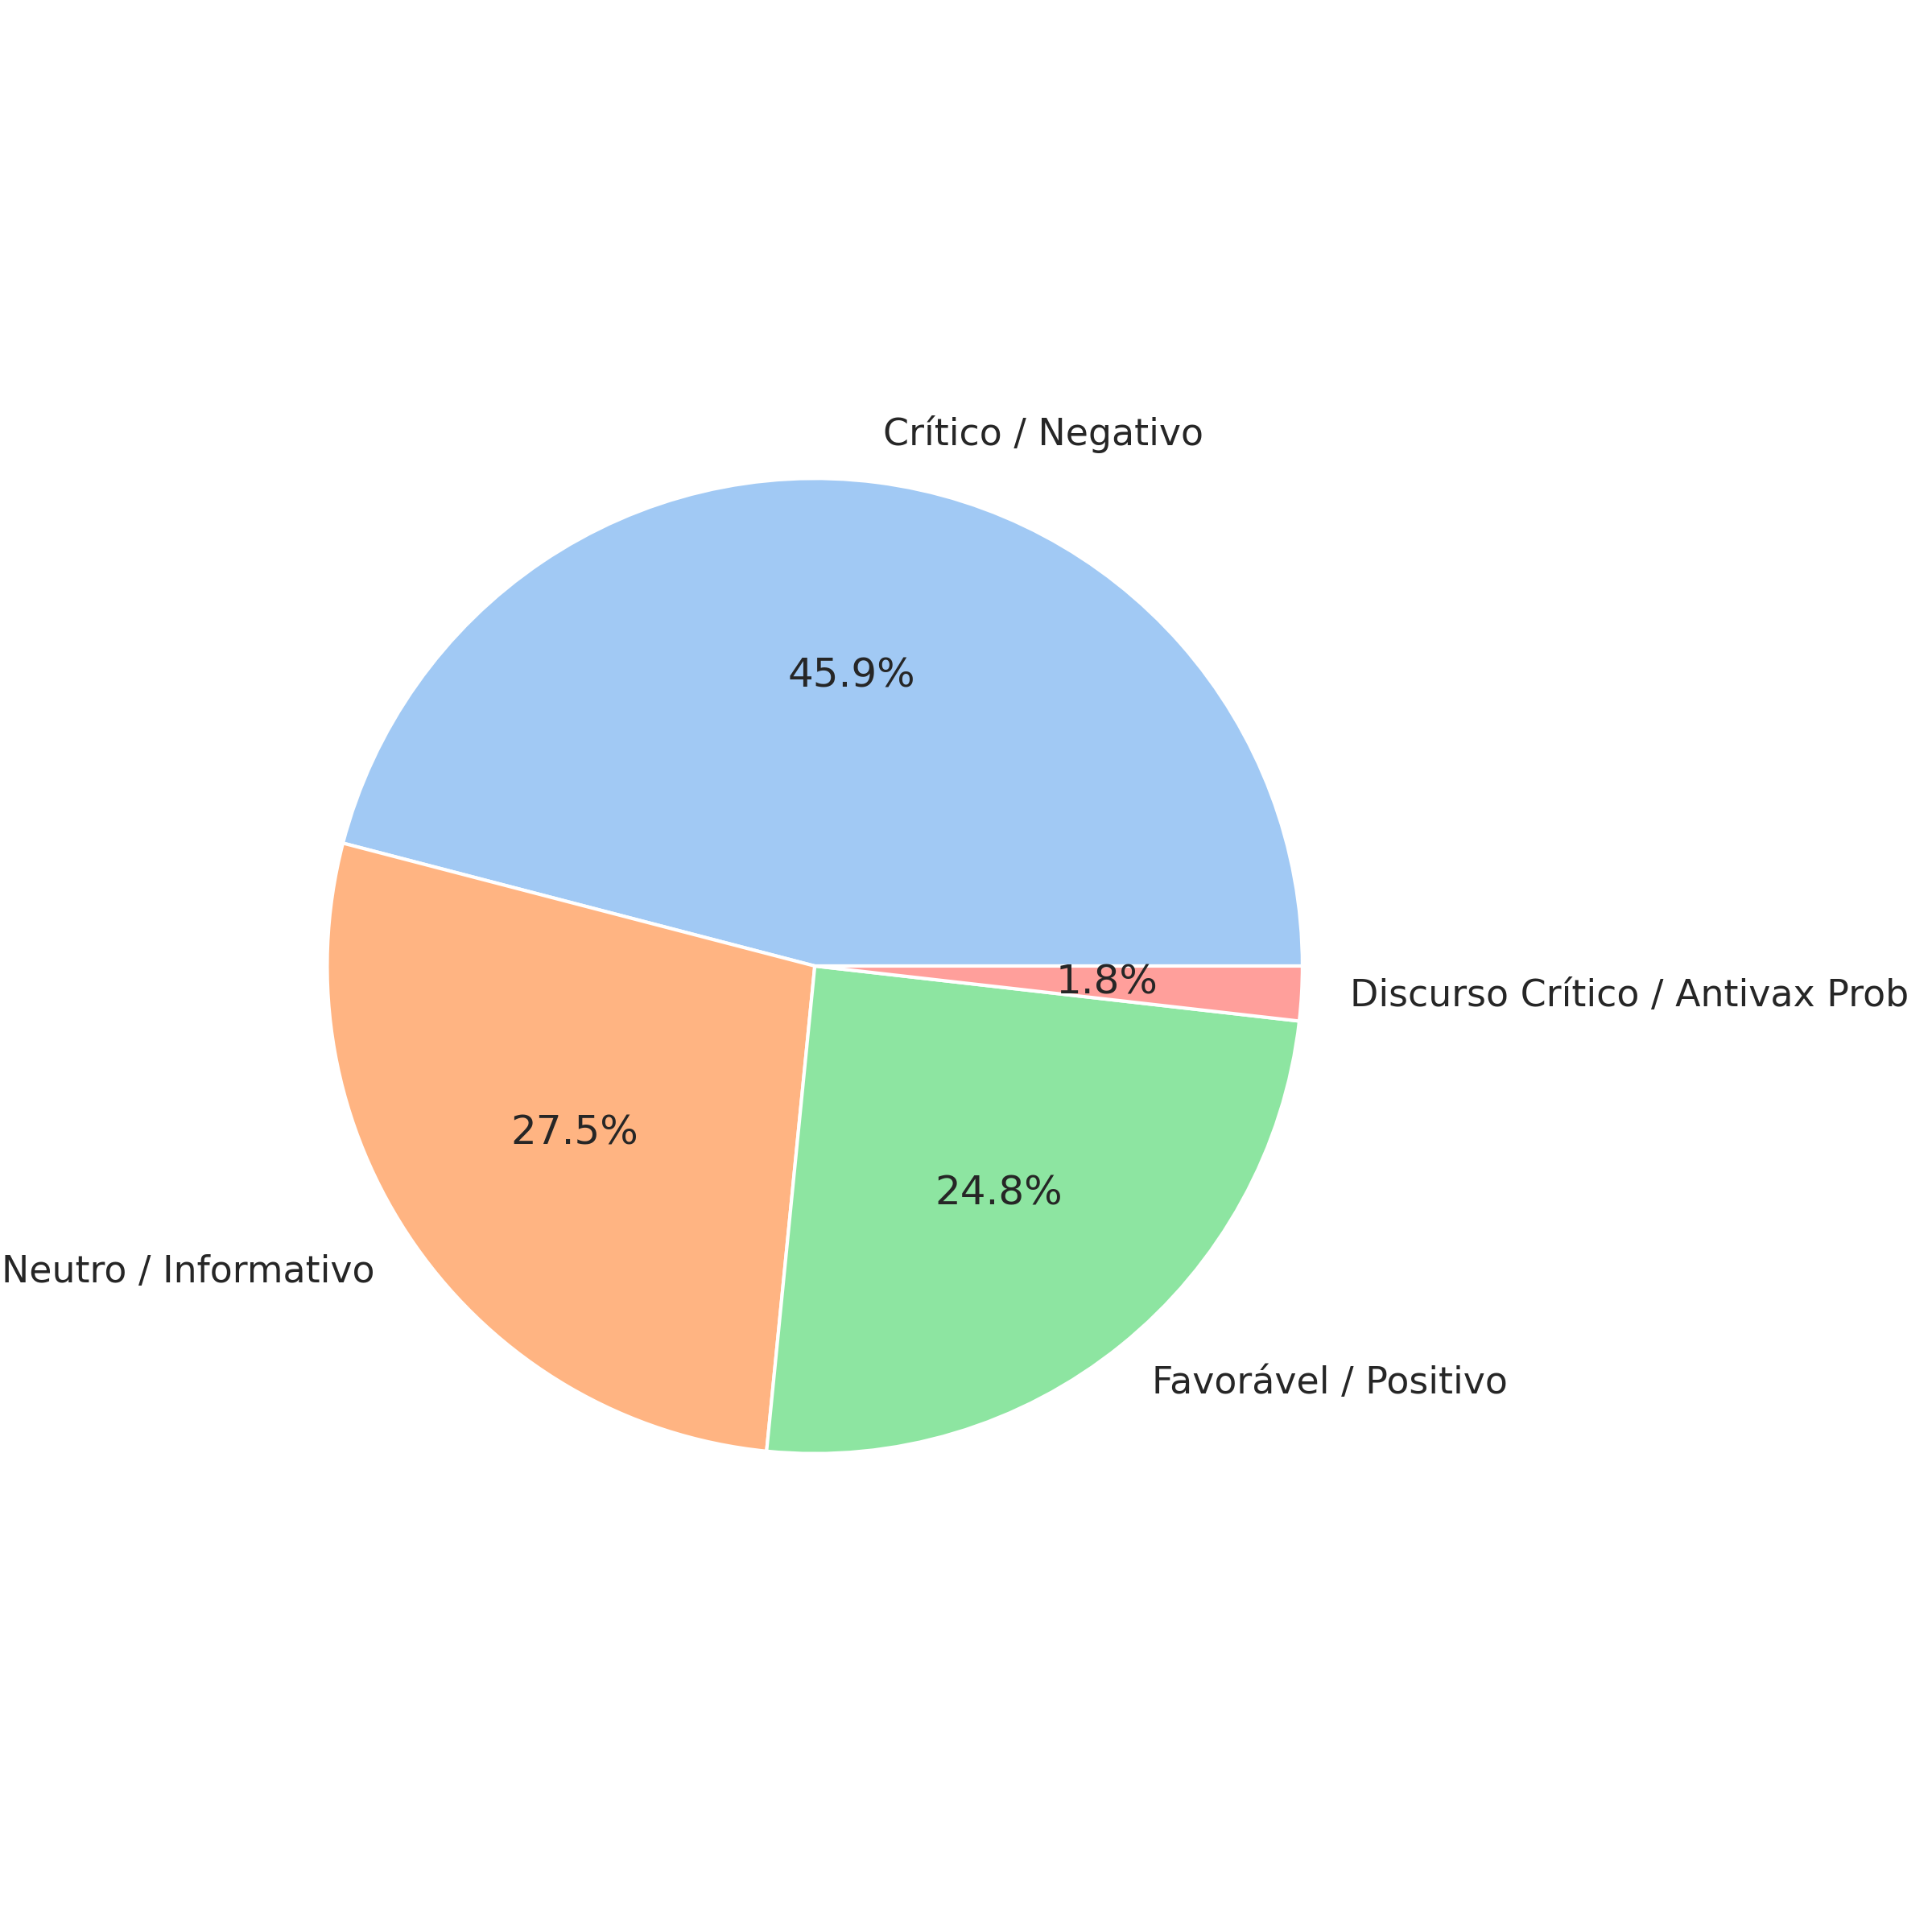 Crítico / Negativo
45.9%
1.8%
Discurso Crítico / Antivax Prob
27.5%
24.8%
Neutro / Informativo
Favorável / Positivo